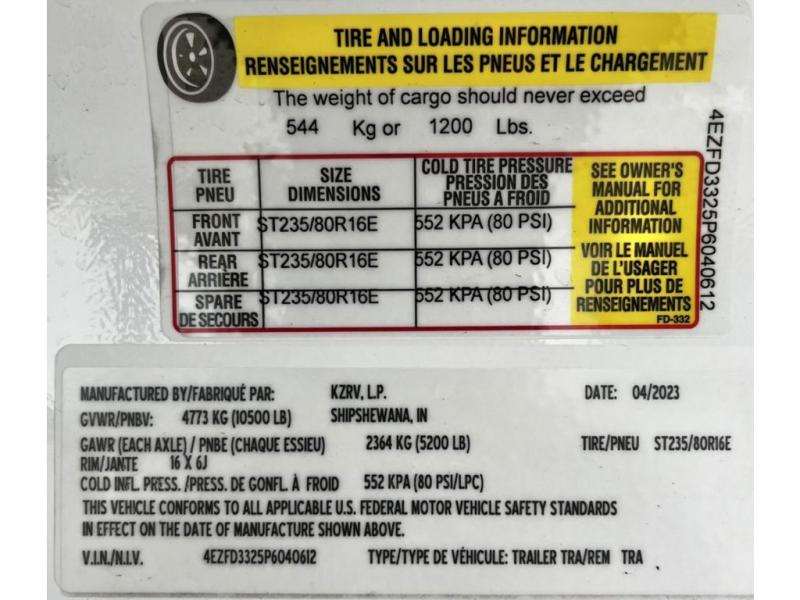 TIRE AND LOADING INFORMATION
RENSEIGNEMENTS SUR LES PNEUS ET LE CHARGEMENT
The weight of cargo should never exceed
544 Kg or 1200 Lbs.
TIRE
PNEU
SIZE
DIMENSIONS
COLD TIRE PRESSURE
PRESSION DES
PNEUS À FROID
FRONT
AVANT
ST235/80R16E
552 KPA (80 PSI)
REAR
ARRIÈRE
ST235/80R16E
552 KPA (80 PSI)
SPARE
DE SECOURS
ST235/80R16E
552 KPA (80 PSI)
SEE OWNER'S
MANUAL FOR
ADDITIONAL
INFORMATION
VOIR LE MANUEL
DE L'USAGER
POUR PLUS DE
RENSEIGNEMENTS
FD-332
4EZFD3325P6040612
MANUFACTURED BY/FABRIQUÉ PAR: KZRV, L.P. DATE: 04/2023
GVWR/PNBV: 4773 KG (10500 LB) SHIPSHEWANA, IN
GAWR (EACH AXLE) / PNBE (CHAQUE ESSIEU) 2364 KG (5200 LB) TIRE/PNEU ST235/80R16E
RIM/JANTE 16 X 6J
COLD INFL. PRESS. /PRESS. DE GONFL. À FROID 552 KPA (80 PSI/LPC)
THIS VEHICLE CONFORMS TO ALL APPLICABLE U.S. FEDERAL MOTOR VEHICLE SAFETY STANDARDS
IN EFFECT ON THE DATE OF MANUFACTURE SHOWN ABOVE.
V.I.N./N.I.V. 4EZFD3325P6040612 TYPE/TYPE DE VÉHICULE: TRAILER TRA/REM TRA